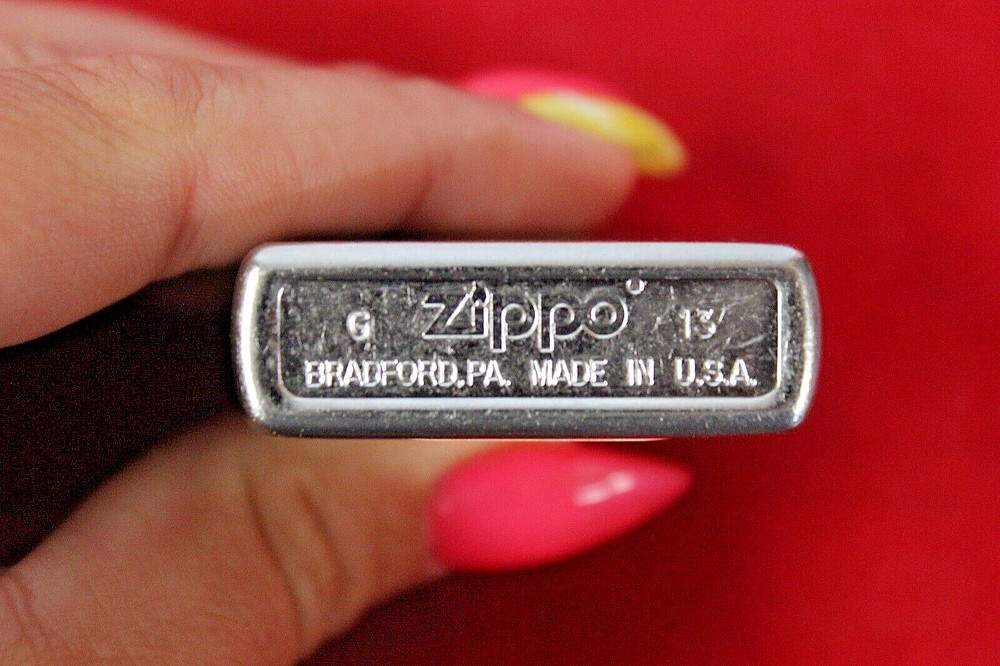 G Zippo® 13
BRADFORD,PA. MADE IN U.S.A.